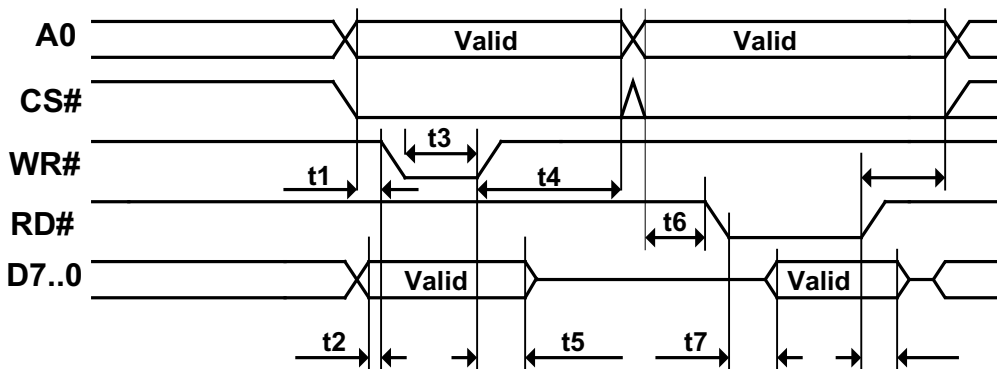 A0 Valid Valid
CS#
WR# t3
t1 t4
RD# t6
D7..0 Valid Valid
t2 t5 t7